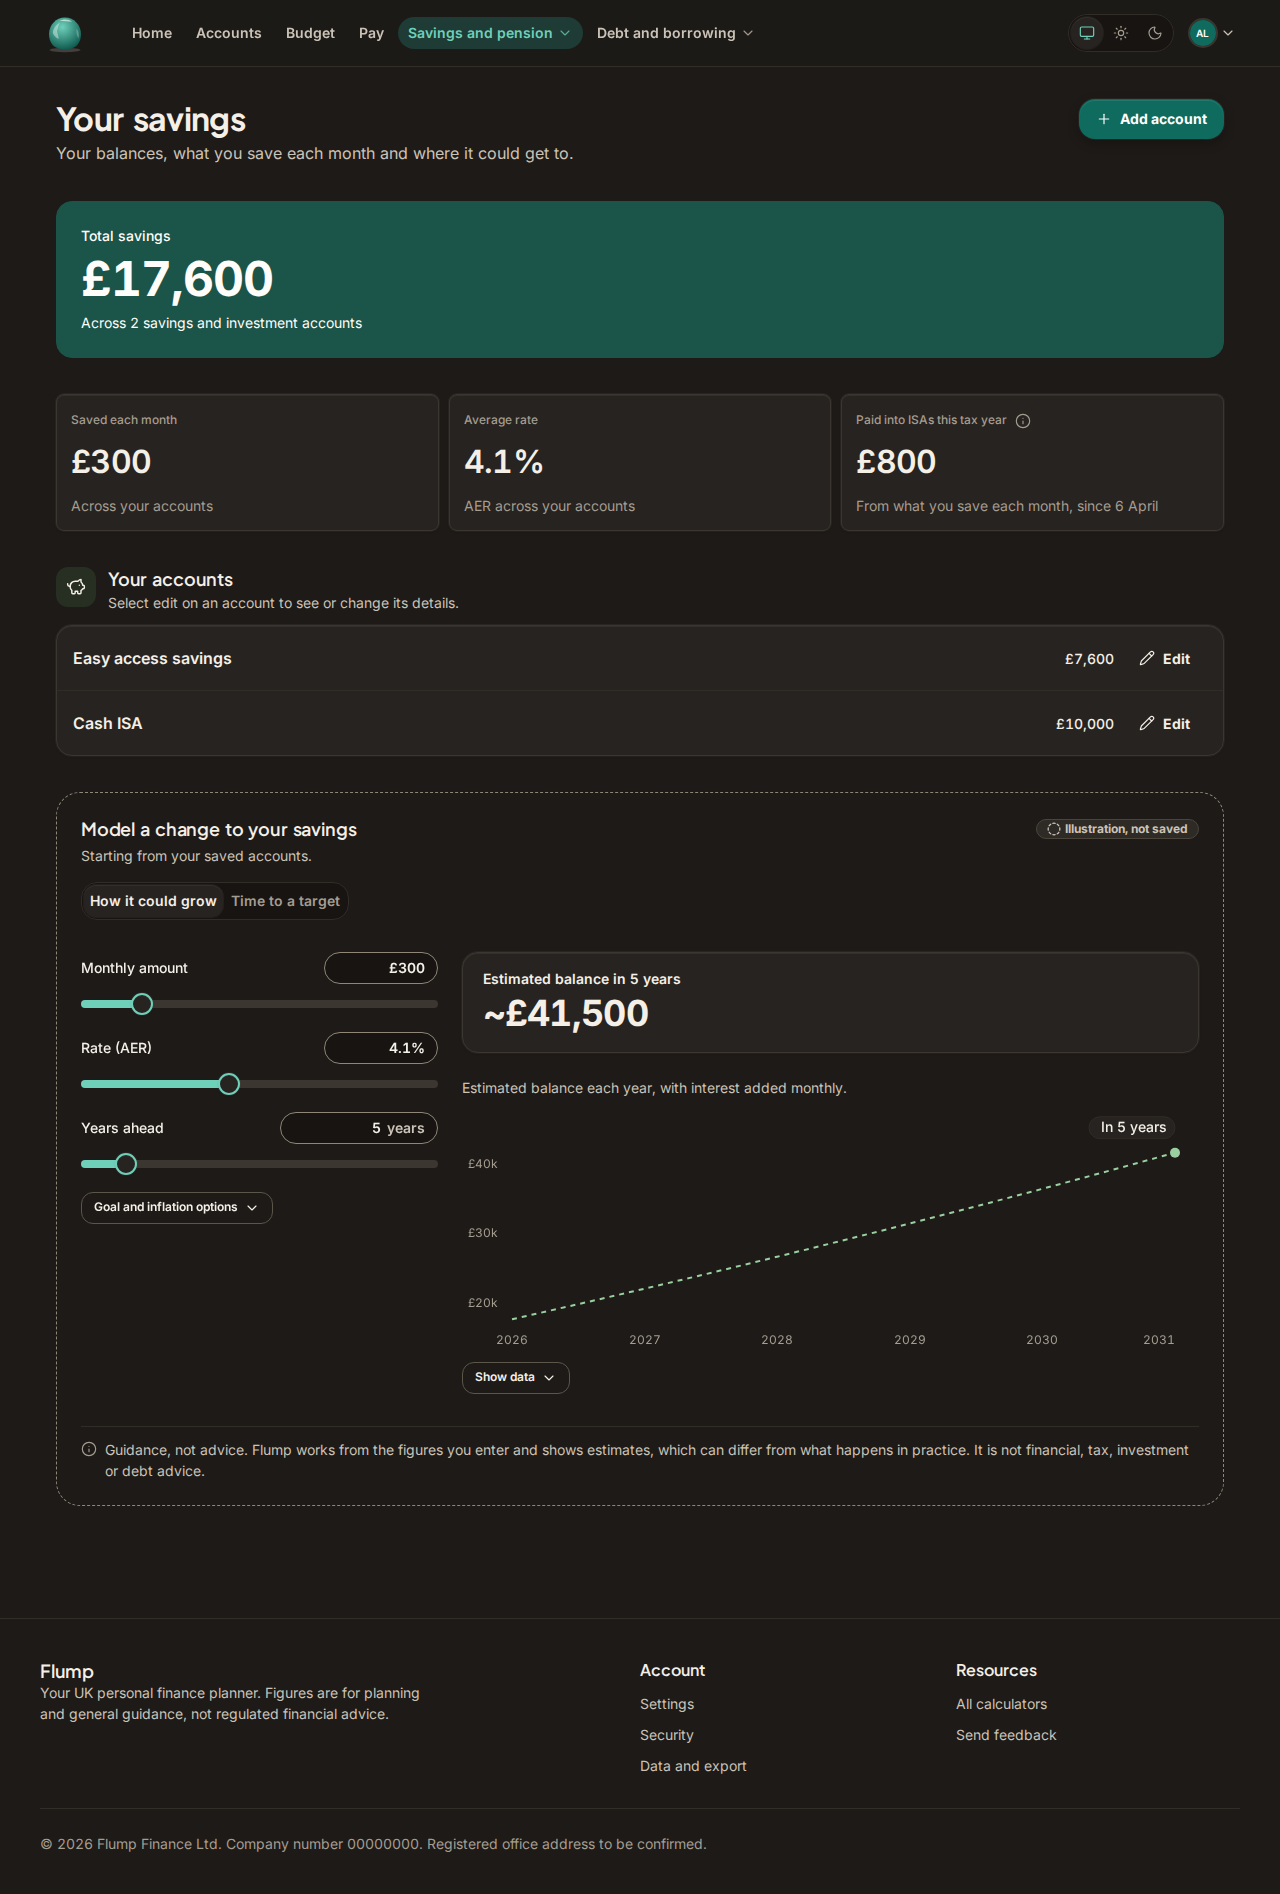 Home Accounts Budget Pay Savings and pension Debt and borrowing AL
Your savings
Add account
Your balances, what you save each month and where it could get to.
Total savings
£17,600
Across 2 savings and investment accounts
Saved each month
£300
Across your accounts
Average rate
4.1%
AER across your accounts
Paid into ISAs this tax year
£800
From what you save each month, since 6 April
Your accounts
Select edit on an account to see or change its details.
Easy access savings £7,600 Edit
Cash ISA £10,000 Edit
Model a change to your savings
Illustration, not saved
Starting from your saved accounts.
How it could grow Time to a target
Monthly amount £300
Rate (AER) 4.1%
Years ahead 5 years
Goal and inflation options
Estimated balance in 5 years
~£41,500
Estimated balance each year, with interest added monthly.
In 5 years
£40k
£30k
£20k
2026 2027 2028 2029 2030 2031
Show data
Guidance, not advice. Flump works from the figures you enter and shows estimates, which can differ from what happens in practice. It is not financial, tax, investment
or debt advice.
Flump
Your UK personal finance planner. Figures are for planning
and general guidance, not regulated financial advice.
Account
Settings
Security
Data and export
Resources
All calculators
Send feedback
© 2026 Flump Finance Ltd. Company number 00000000. Registered office address to be confirmed.